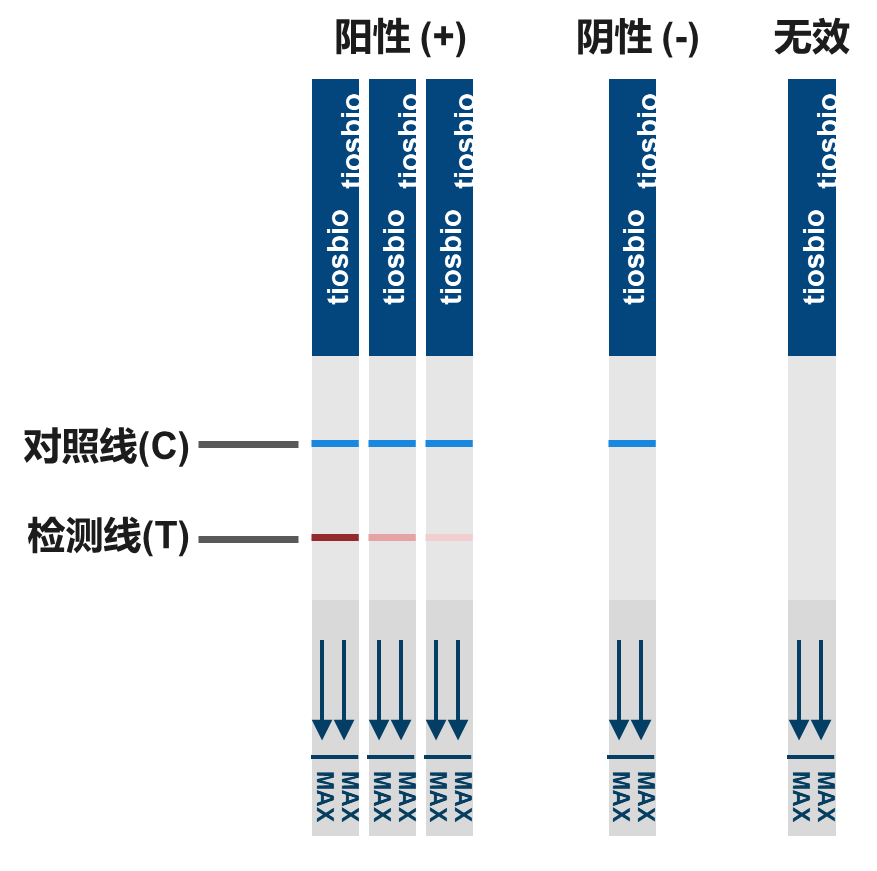 阳性 (+)
阴性 (-)
无效
tiosbio
tiosbio
tiosbio
tiosbio
tiosbio
tiosbio
tiosbio
tiosbio
tiosbio
tiosbio
对照线(C)
检测线(T)
MAX
MAX
MAX
MAX
MAX
MAX
MAX
MAX
MAX
MAX